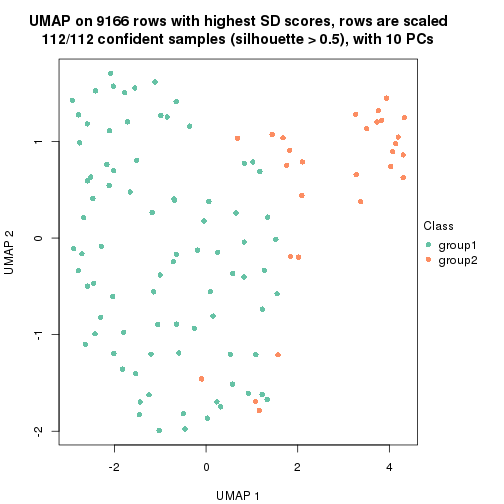 UMAP on 9166 rows with highest SD scores, rows are scaled
112/112 confident samples (silhouette > 0.5), with 10 PCs
1
0
-1
-2
UMAP 2
-2
0
2
4
UMAP 1
Class
group1
group2